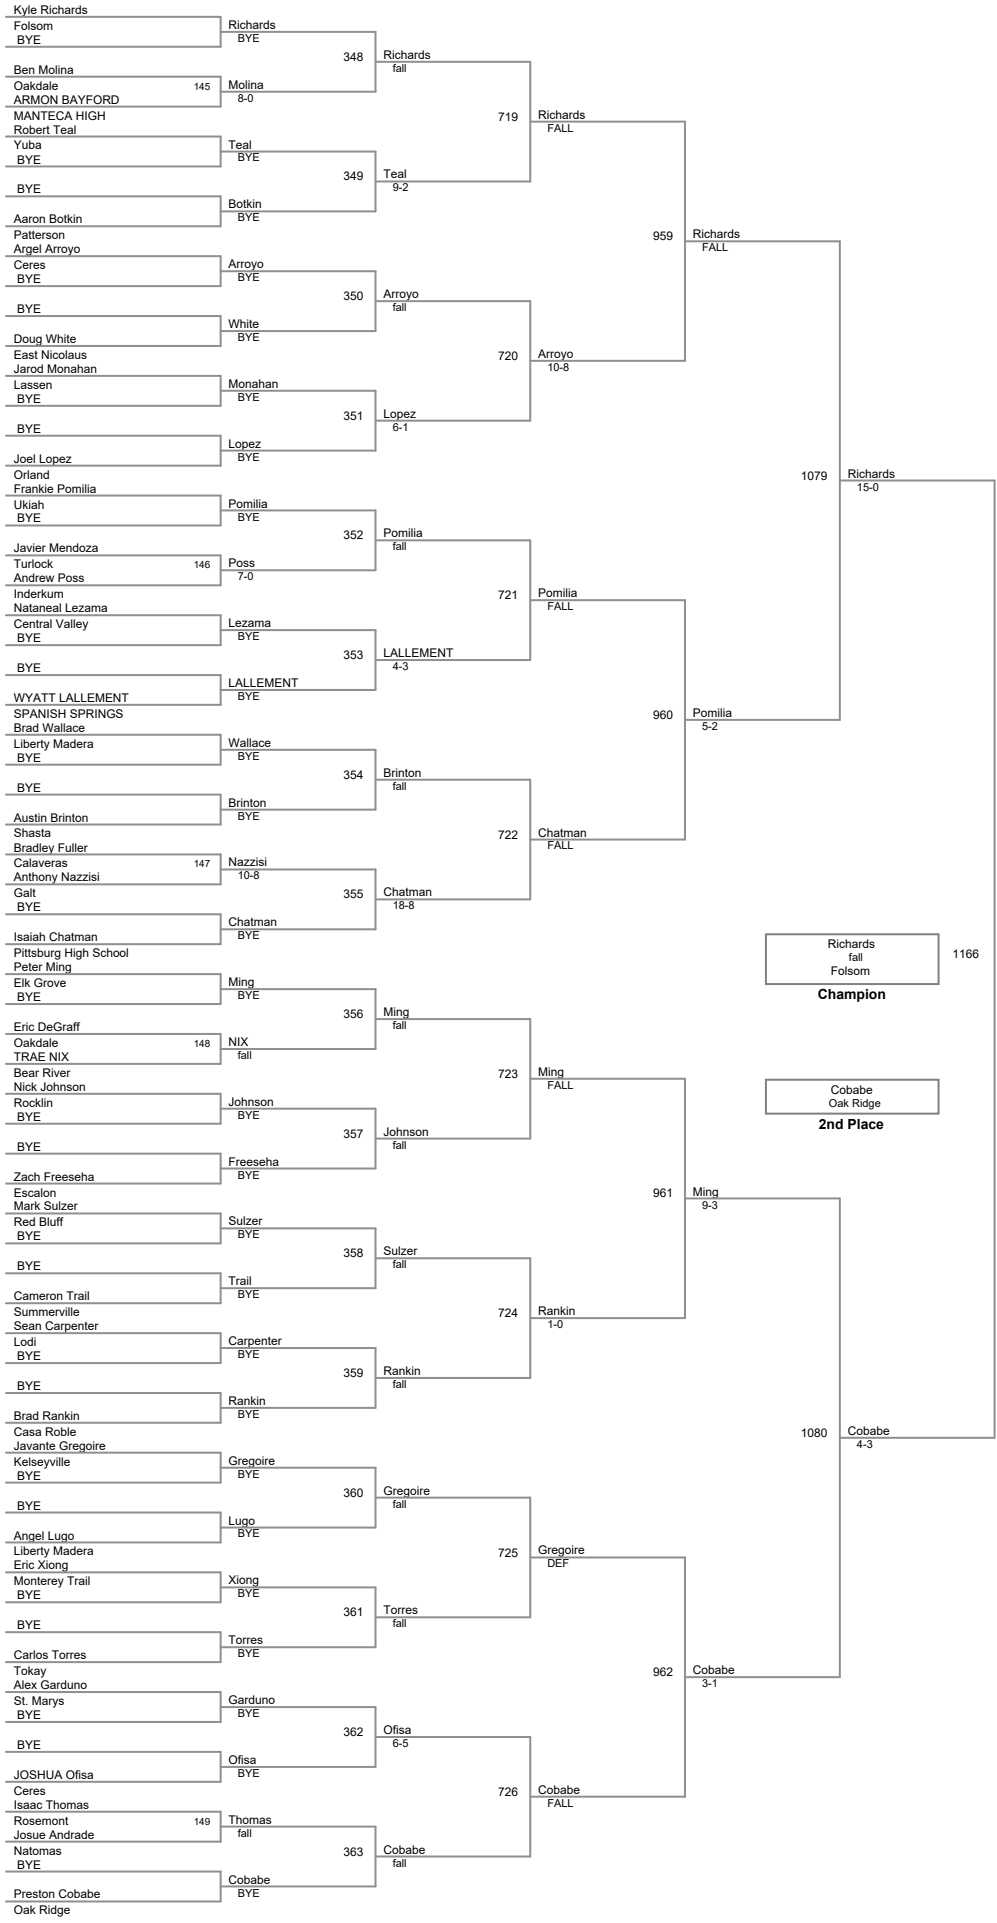 Kyle Richards
Folsom
BYE
Richards
BYE
348
Richards
fall
Ben Molina
Oakdale
145
ARMON BAYFORD
Molina
8-0
MANTECA HIGH
719
Richards
FALL
Robert Teal
Yuba
BYE
Teal
BYE
349
Teal
9-2
BYE
Aaron Botkin
Botkin
BYE
Patterson
959
Richards
FALL
Argel Arroyo
Ceres
BYE
Arroyo
BYE
350
Arroyo
fall
BYE
Doug White
White
BYE
East Nicolaus
720
Arroyo
10-8
Jarod Monahan
Lassen
BYE
Monahan
BYE
351
Lopez
6-1
BYE
Joel Lopez
Lopez
BYE
Orland
1079
Richards
15-0
Frankie Pomilia
Ukiah
BYE
Pomilia
BYE
352
Pomilia
fall
Javier Mendoza
Turlock
146
Andrew Poss
Poss
7-0
Inderkum
721
Pomilia
FALL
Nataneal Lezama
Central Valley
BYE
Lezama
BYE
353
LALLEMENT
4-3
BYE
WYATT LALLEMENT
LALLEMENT
BYE
SPANISH SPRINGS
960
Pomilia
5-2
Brad Wallace
Liberty Madera
BYE
Wallace
BYE
354
Brinton
fall
BYE
Austin Brinton
Brinton
BYE
Shasta
722
Chatman
FALL
Bradley Fuller
Calaveras
147
Anthony Nazzisi
Nazzisi
10-8
Galt
BYE
355
Chatman
18-8
Isaiah Chatman
Chatman
BYE
Pittsburg High School
Richards
fall
Folsom
1166
Champion
Peter Ming
Elk Grove
BYE
Ming
BYE
356
Ming
fall
Eric DeGraff
Oakdale
148
TRAE NIX
NIX
fall
Bear River
723
Ming
FALL
Cobabe
Oak Ridge
2nd Place
Nick Johnson
Rocklin
BYE
Johnson
BYE
357
Johnson
fall
BYE
Zach Freeseha
Freeseha
BYE
Escalon
961
Ming
9-3
Mark Sulzer
Red Bluff
BYE
Sulzer
BYE
358
Sulzer
fall
BYE
Cameron Trail
Trail
BYE
Summerville
724
Rankin
1-0
Sean Carpenter
Lodi
BYE
Carpenter
BYE
359
Rankin
fall
BYE
Brad Rankin
Rankin
BYE
Casa Roble
1080
Cobabe
4-3
Javante Gregoire
Kelseyville
BYE
Gregoire
BYE
360
Gregoire
fall
BYE
Angel Lugo
Lugo
BYE
Liberty Madera
725
Gregoire
DEF
Eric Xiong
Monterey Trail
BYE
Xiong
BYE
361
Torres
fall
BYE
Carlos Torres
Torres
BYE
Tokay
962
Cobabe
3-1
Alex Garduno
St. Marys
BYE
Garduno
BYE
362
Ofisa
6-5
BYE
JOSHUA Ofisa
Ofisa
BYE
Ceres
726
Cobabe
FALL
Isaac Thomas
Rosemont
149
Josue Andrade
Thomas
fall
Natomas
BYE
363
Cobabe
fall
Preston Cobabe
Cobabe
BYE
Oak Ridge